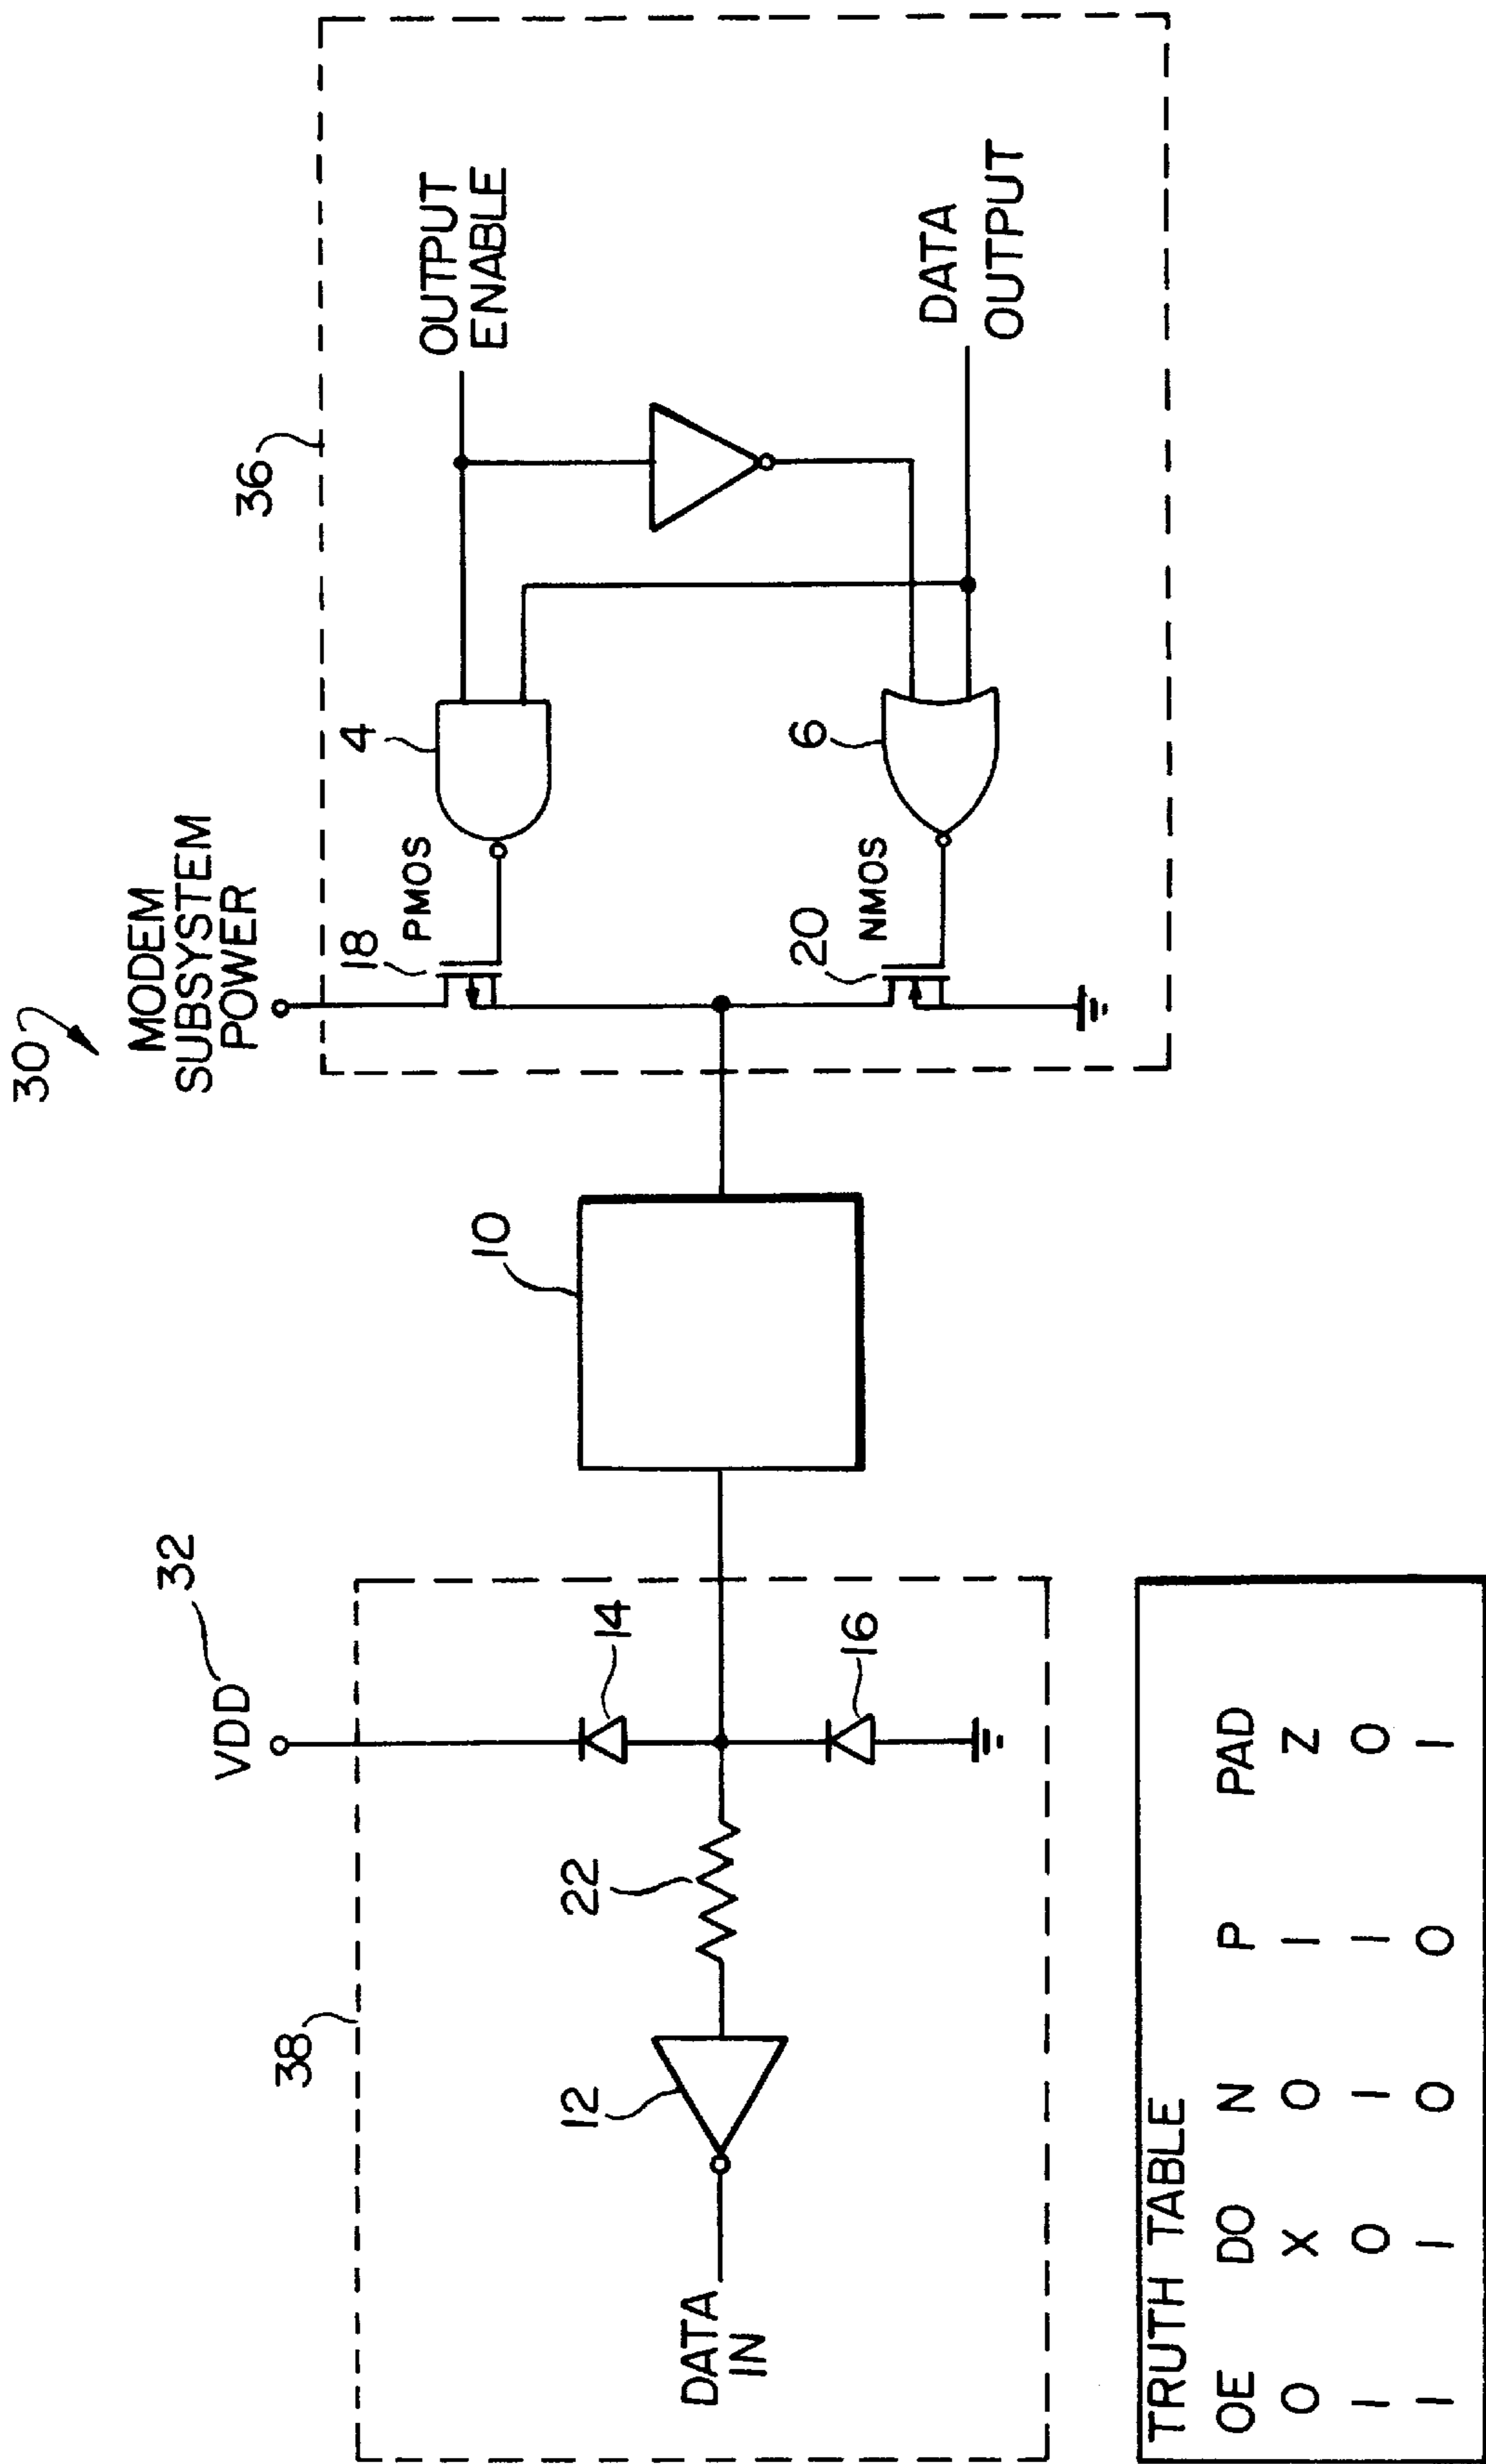 30
MODEM
SUBSYSTEM
POWER
36
VDD
32
38
18
PMOS
4
OUTPUT
ENABLE
10
14
12
22
DATA
IN
16
20
NMOS
6
DATA
OUTPUT
TRUTH TABLE
OE DO N P PAD
0 X 0 1 Z
1 0 1 1 0
1 1 0 0 1